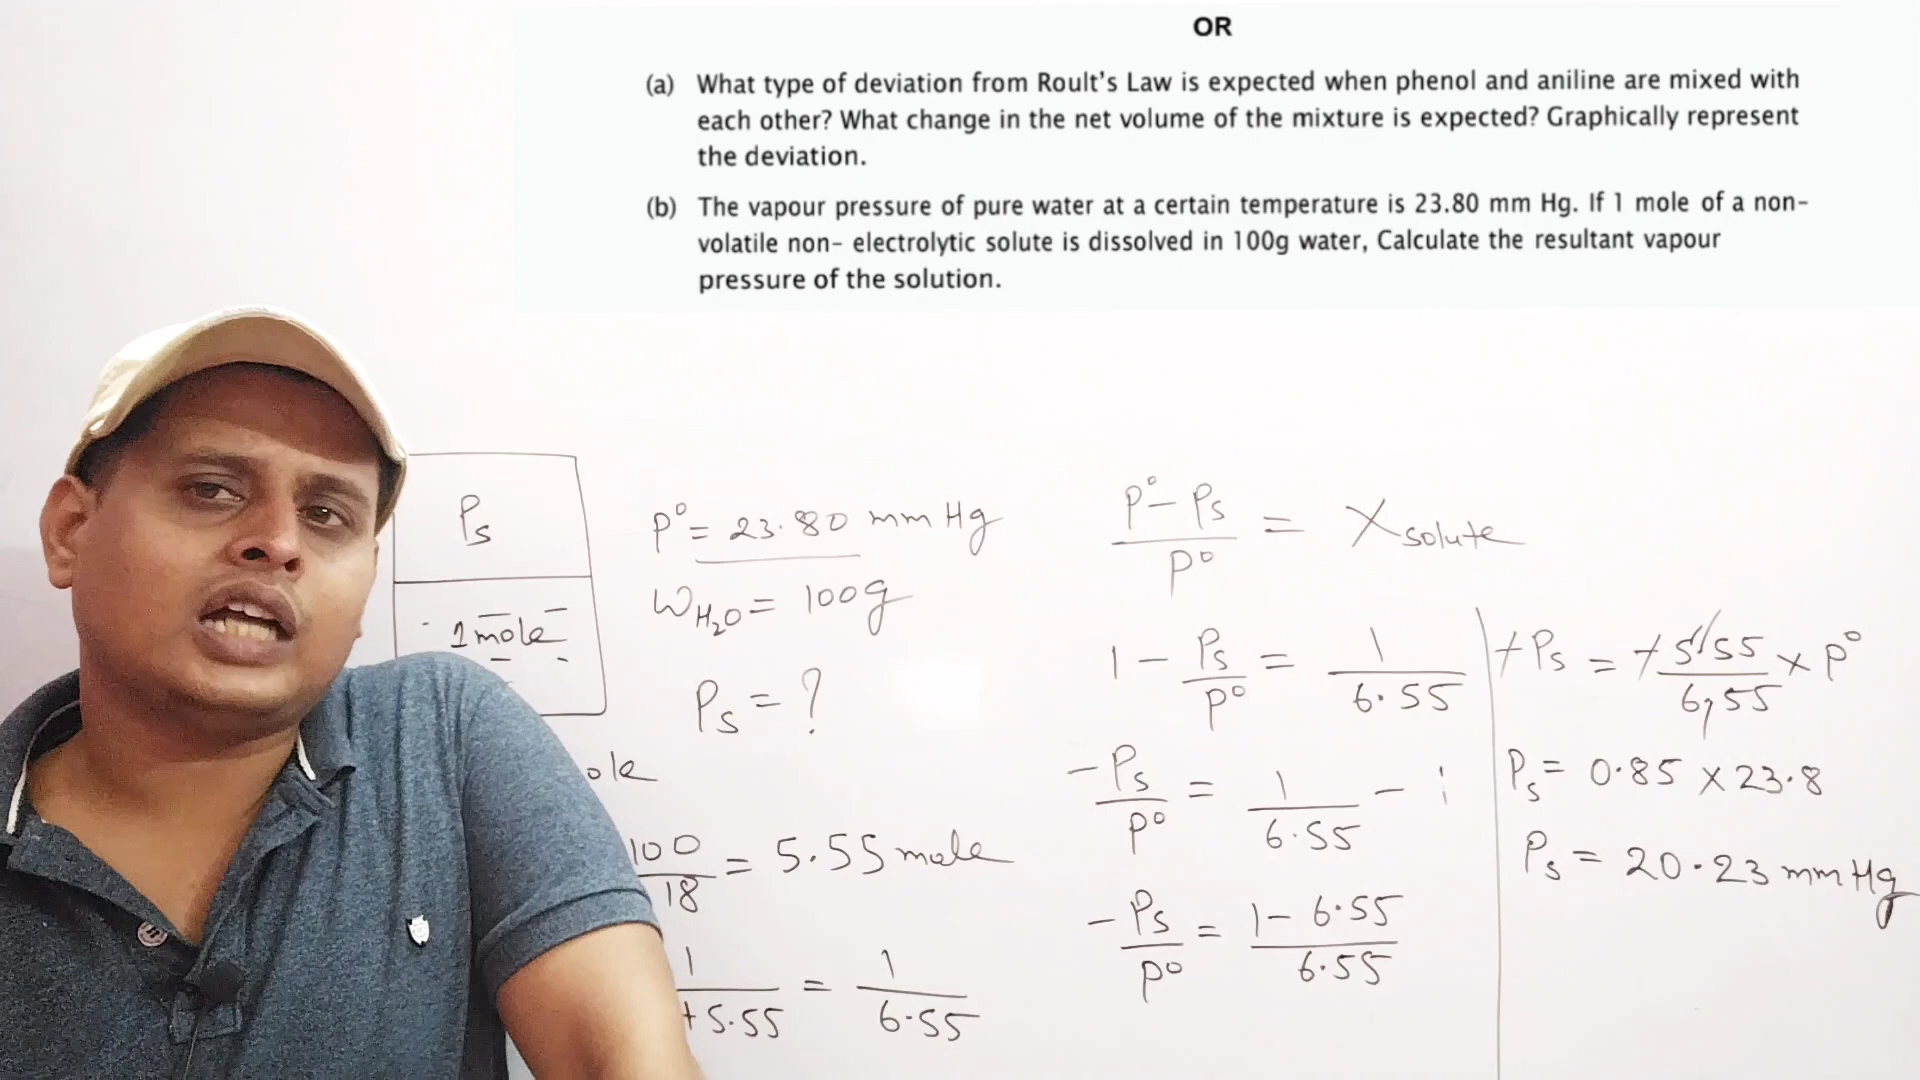 OR
(a) What type of deviation from Roult's Law is expected when phenol and aniline are mixed with
each other? What change in the net volume of the mixture is expected? Graphically represent
the deviation.
(b) The vapour pressure of pure water at a certain temperature is 23.80 mm Hg. If 1 mole of a non-
volatile non- electrolytic solute is dissolved in 100g water, Calculate the resultant vapour
pressure of the solution.
Ps
1 mole
P° = 23.80 mm Hg
W H₂O = 100g
Ps = ?
ole
100/18 = 5.55 mole
1/+5.55 = 1/6.55
P°-Ps/P° = X solute
1 - Ps/P° = 1/6.55
-Ps/P° = 1/6.55 - 1
-Ps/P° = 1-6.55/6.55
+Ps = +5.55/6.55 × P°
Ps = 0.85 × 23.8
Ps = 20.23 mm Hg